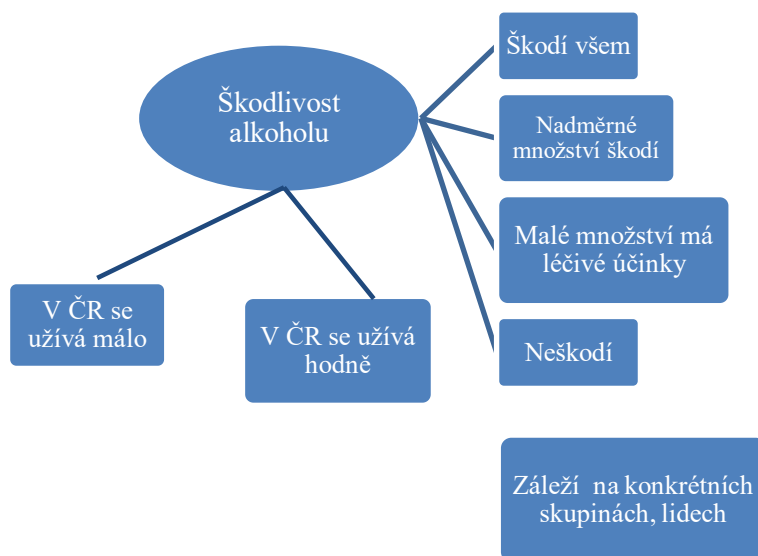 Škodlivost
alkoholu
Škodí všem
Nadměrné
množství škodí
Malé množství má
léčivé účinky
Neškodí
Záleží na konkrétních
skupinách, lidech
V ČR se
užívá málo
V ČR se užívá
hodně